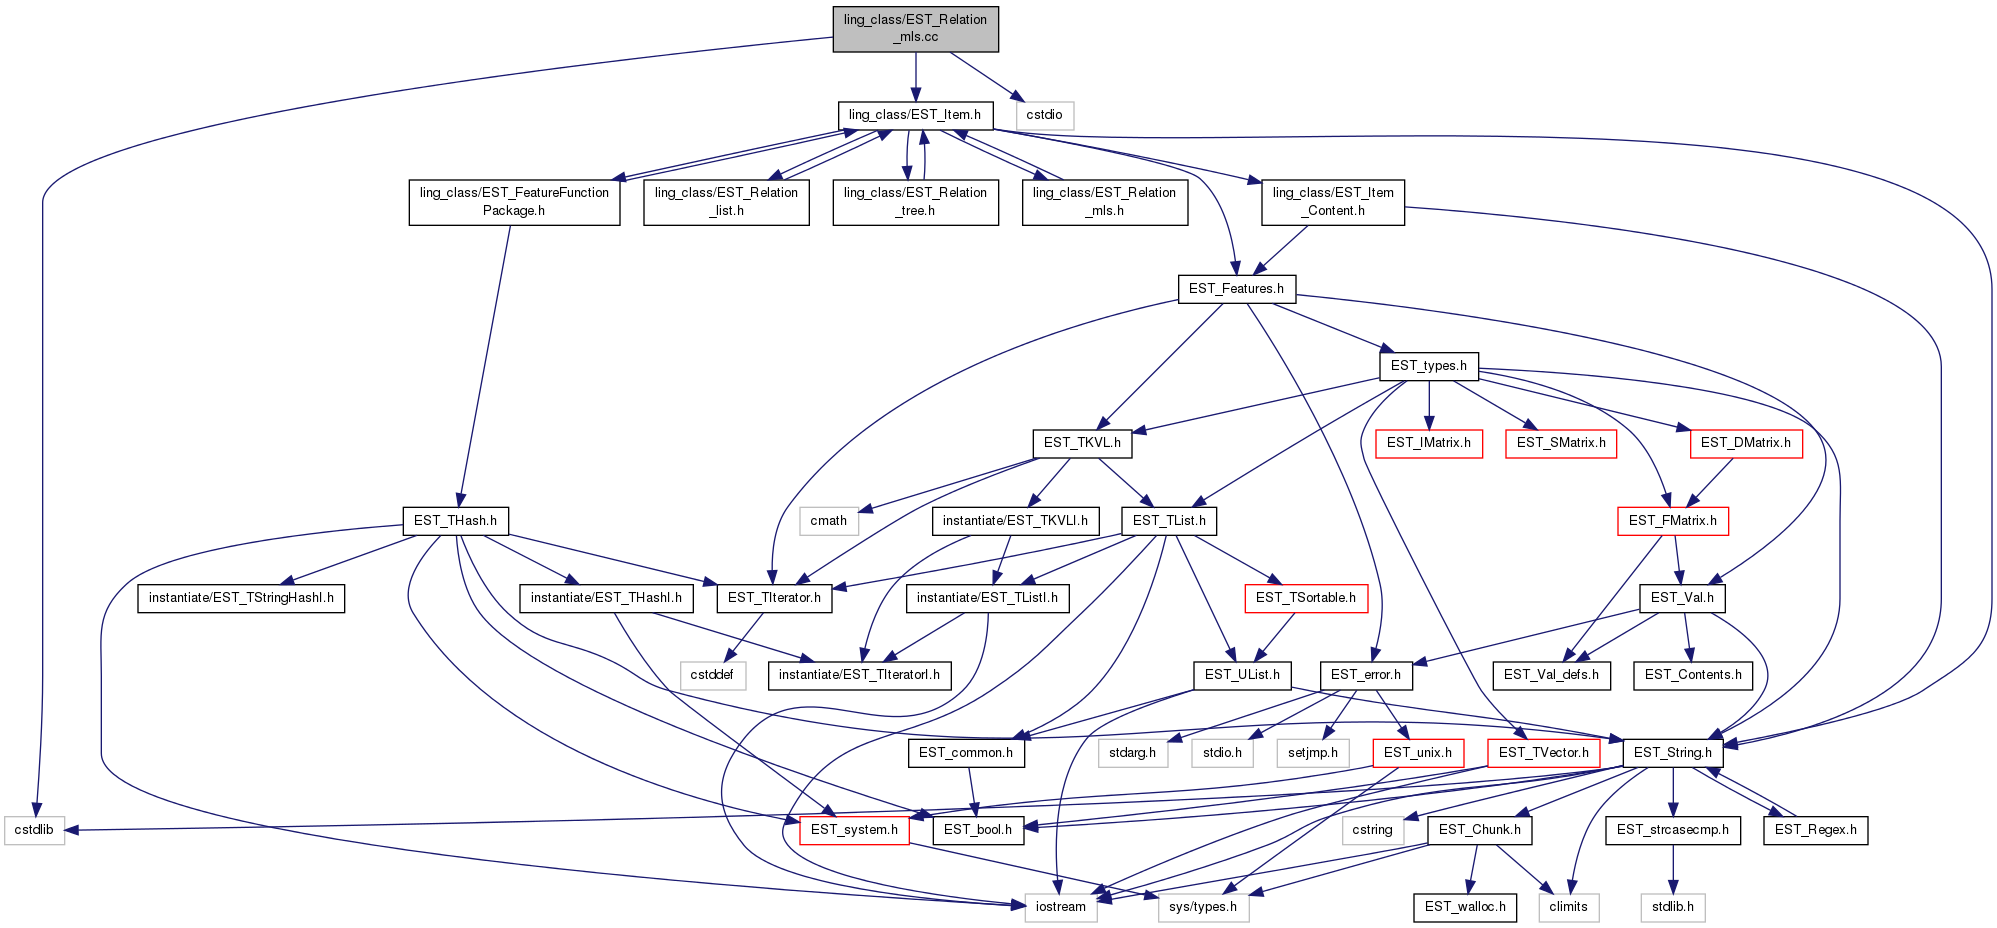 ling_class/EST_Relation
_mls.cc
ling_class/EST_Item.h
cstdio
ling_class/EST_FeatureFunction
Package.h
ling_class/EST_Relation
_list.h
ling_class/EST_Relation
_tree.h
ling_class/EST_Relation
_mls.h
ling_class/EST_Item
_Content.h
EST_Features.h
EST_types.h
EST_TKVL.h
EST_IMatrix.h
EST_SMatrix.h
EST_DMatrix.h
EST_THash.h
cmath
instantiate/EST_TKVLI.h
EST_TList.h
EST_FMatrix.h
instantiate/EST_TStringHashI.h
instantiate/EST_THashI.h
EST_TIterator.h
instantiate/EST_TListI.h
EST_TSortable.h
EST_Val.h
cstddef
instantiate/EST_TIteratorI.h
EST_UList.h
EST_error.h
EST_Val_defs.h
EST_Contents.h
EST_common.h
stdarg.h
stdio.h
setjmp.h
EST_unix.h
EST_TVector.h
EST_String.h
cstdlib
EST_system.h
EST_bool.h
cstring
EST_Chunk.h
EST_strcasecmp.h
EST_Regex.h
iostream
sys/types.h
EST_walloc.h
climits
stdlib.h